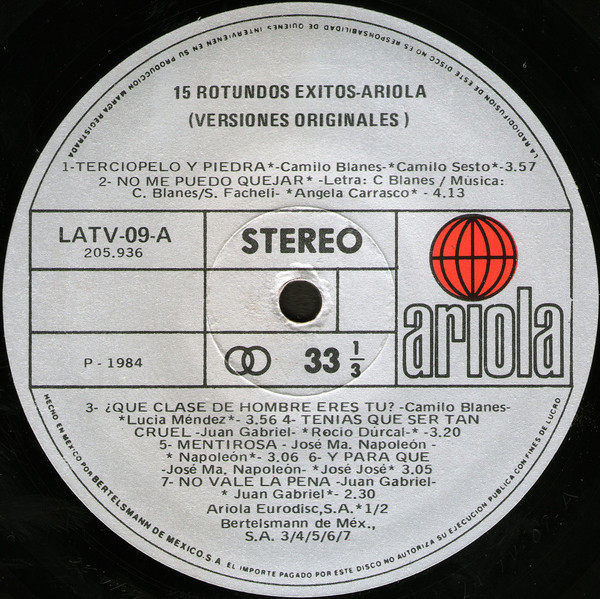 LA RADIODIFUSION DE ESTE DISCO NO ES RESPONSABILIDAD DE QUIENES INTERVIENEN EN SU PRODUCCION MARCA REGISTRADA
15 ROTUNDOS EXITOS-ARIOLA
(VERSIONES ORIGINALES)
1-TERCIOPELO Y PIEDRA*-Camilo Blanes-*Camilo Sesto*-3.57
2- NO ME PUEDO QUEJAR* -Letra: C Blanes / Música:
C. Blanes/S. Facheli- *Angela Carrasco* - 4.13
LATV-09-A
205.936
STEREO
P - 1984
33 1/3
ariola
3- ¿QUE CLASE DE HOMBRE ERES TU? -Camilo Blanes-
*Lucia Méndez* - 3.56 4- TENIAS QUE SER TAN
CRUEL -Juan Gabriel- *Rocio Dúrcal* - 3.20
5- MENTIROSA - José Ma. Napoleón -
* Napoleón* - 3.06 6- Y PARA QUE
-José Ma, Napoleón- *José José* 3.05
7- NO VALE LA PENA -Juan Gabriel-
* Juan Gabriel* - 2.30
Ariola Eurodisc,S.A.*1/2
Bertelsmann de Méx.,
S.A. 3/4/5/6/7
HECHO EN MEXICO POR BERTELSMANN DE MEXICO, S. A. EL IMPORTE PAGADO POR ESTE DISCO NO AUTORIZA SU EJECUCION PUBLICA CON FINES DE LUCRO